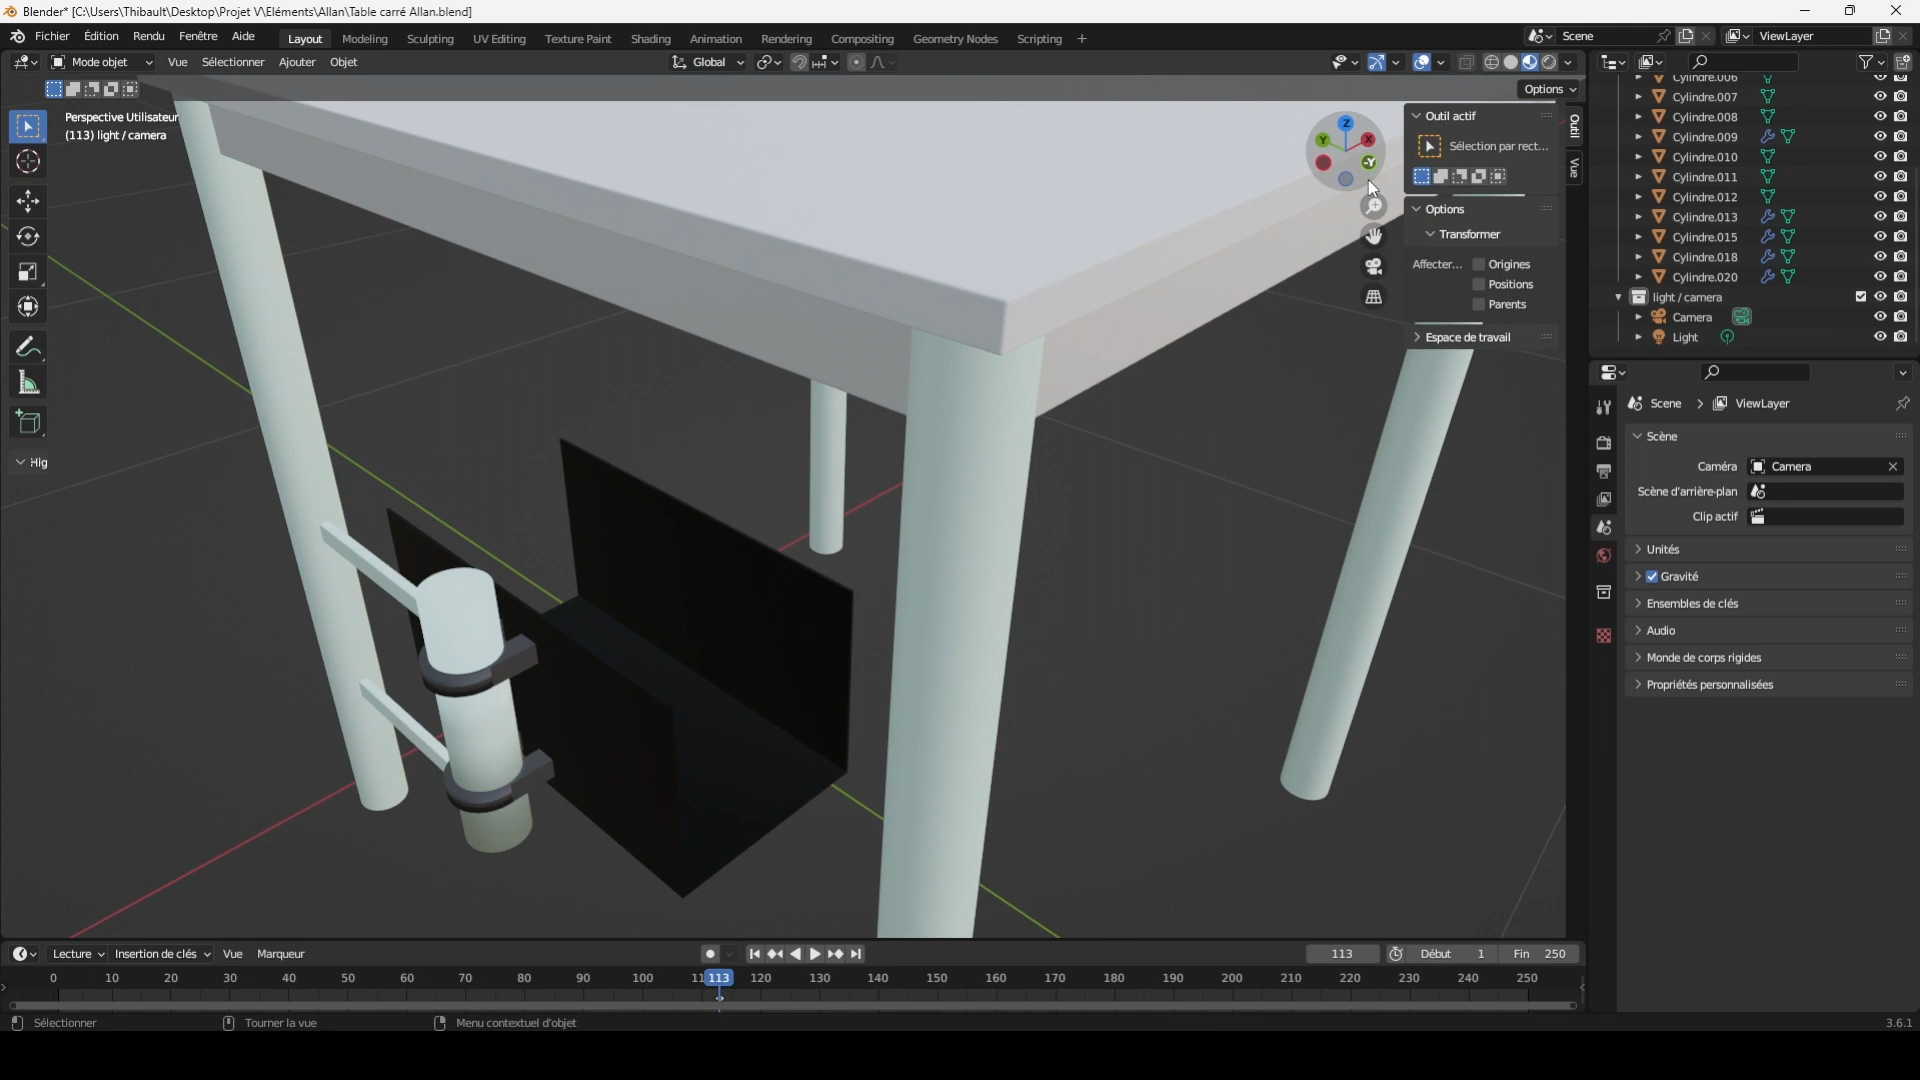 Blender* [C:\Users\Thibault\Desktop\Projet V\Eléments\Allan\Table carré Allan.blend]
Fichier Édition Rendu Fenêtre Aide Layout Modeling Sculpting UV Editing Texture Paint Shading Animation Rendering Compositing Geometry Nodes Scripting + Scene ViewLayer
Mode objet Vue Sélectionner Ajouter Objet Global
Options
Perspective Utilisateur
(113) light / camera
Hig
Z
Y
X
-Y
Outil actif
Sélection par rect...
Options
Transformer
Affecter... Origines
Positions
Parents
Espace de travail
Outil
Vue
Cylindre.006
Cylindre.007
Cylindre.008
Cylindre.009
Cylindre.010
Cylindre.011
Cylindre.012
Cylindre.013
Cylindre.015
Cylindre.018
Cylindre.020
light / camera
Camera
Light
Scene ViewLayer
Scène
Caméra Camera
Scène d'arrière-plan
Clip actif
Unités
Gravité
Ensembles de clés
Audio
Monde de corps rigides
Propriétés personnalisées
Lecture Insertion de clés Vue Marqueur 113 Début 1 Fin 250
0 10 20 30 40 50 60 70 80 90 100 11 113 120 130 140 150 160 170 180 190 200 210 220 230 240 250
Sélectionner Tourner la vue Menu contextuel d'objet 3.6.1